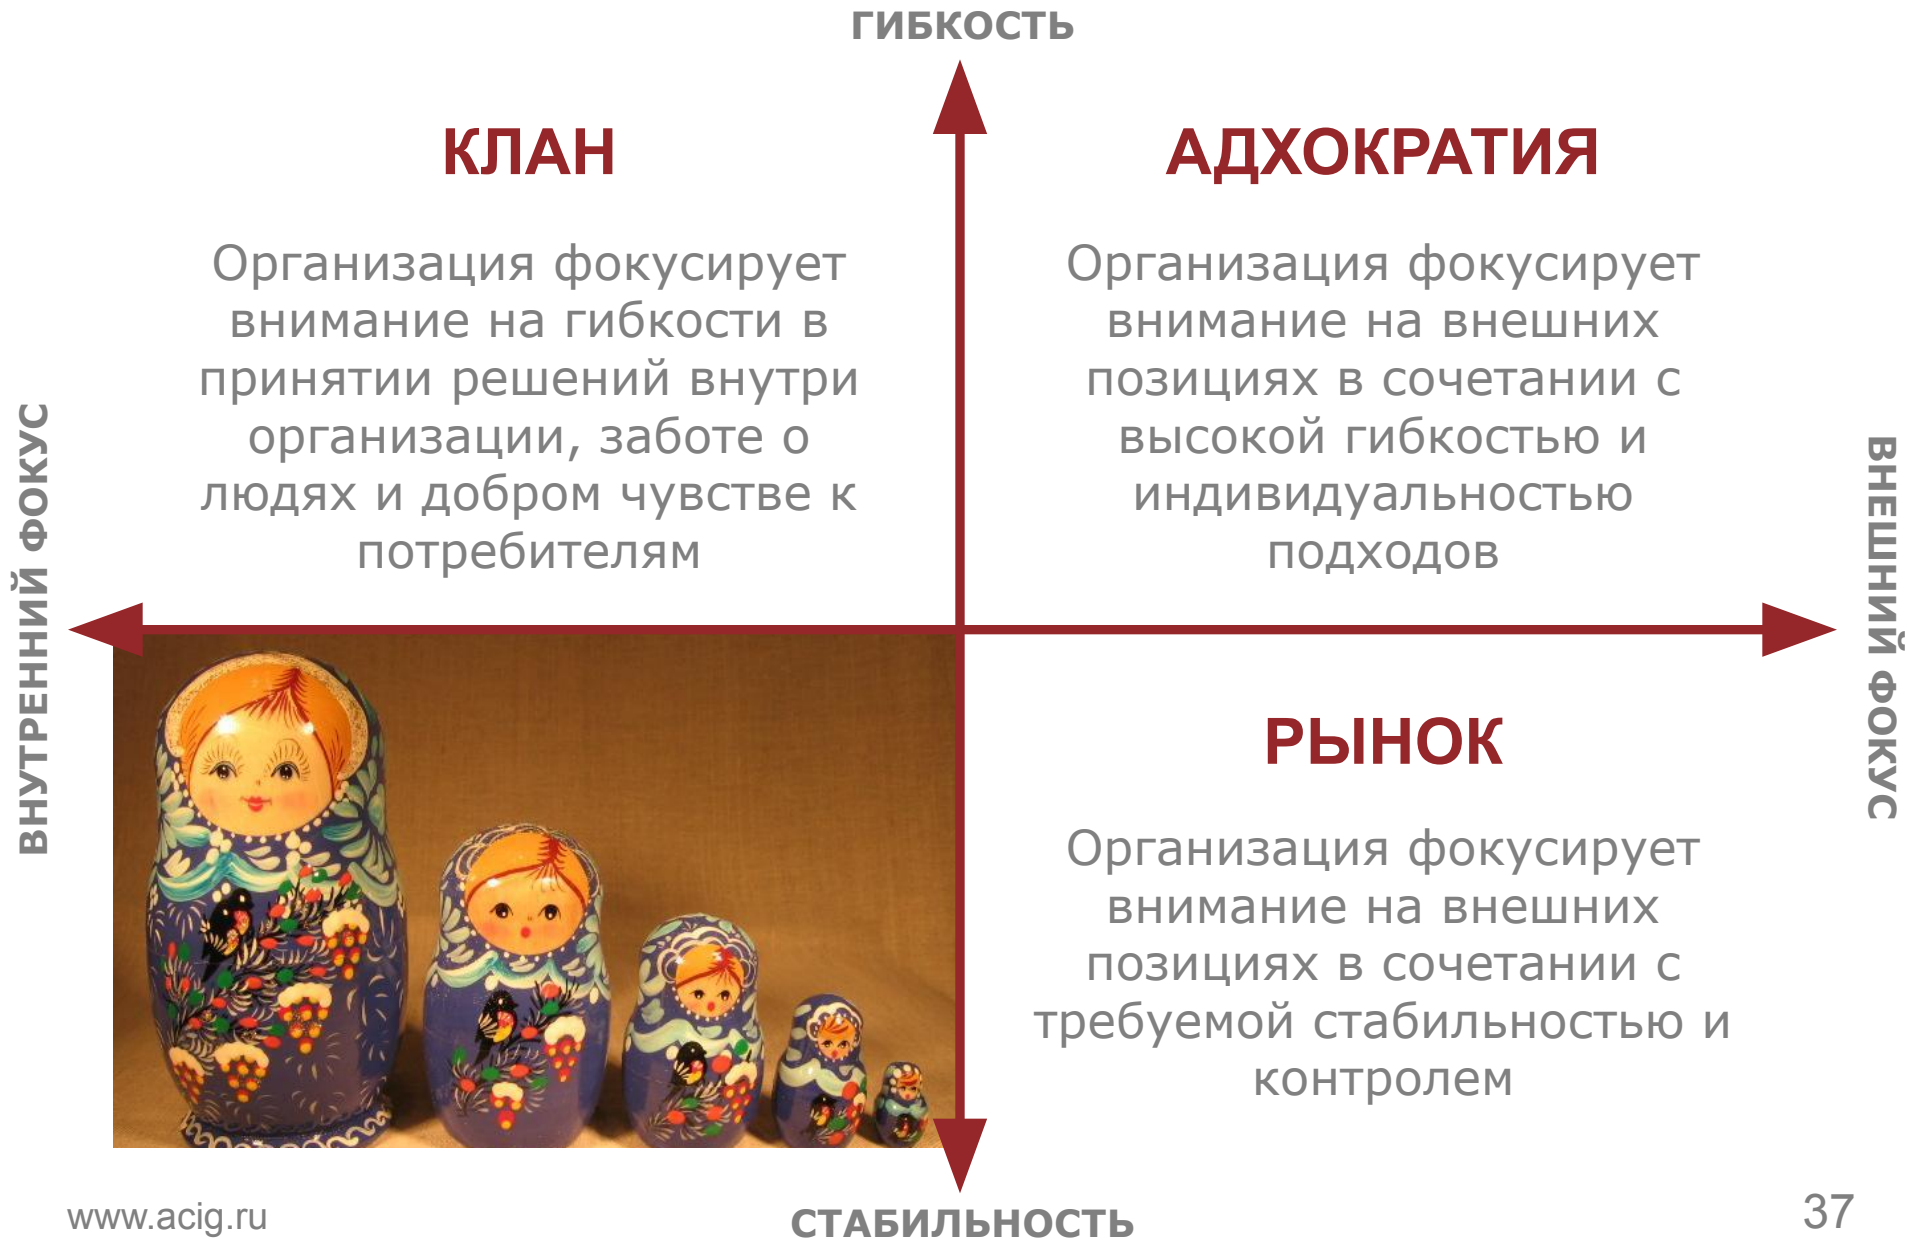 ГИБКОСТЬ
КЛАН
Организация фокусирует
внимание на гибкости в
принятии решений внутри
организации, заботе о
людях и добром чувстве к
потребителям
АДХОКРАТИЯ
Организация фокусирует
внимание на внешних
позициях в сочетании с
высокой гибкостью и
индивидуальностью
подходов
ВНУТРЕННИЙ ФОКУС
ВНЕШНИЙ ФОКУС
РЫНОК
Организация фокусирует
внимание на внешних
позициях в сочетании с
требуемой стабильностью и
контролем
www.acig.ru
СТАБИЛЬНОСТЬ
37